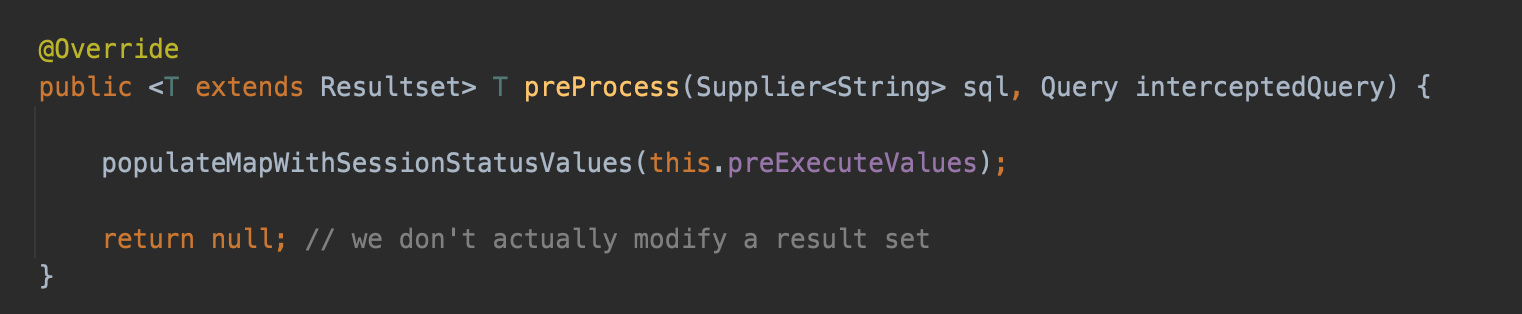 @Override
public <T extends Resultset> T preProcess(Supplier<String> sql, Query interceptedQuery) {
populateMapWithSessionStatusValues(this.preExecuteValues);
return null; // we don't actually modify a result set
}